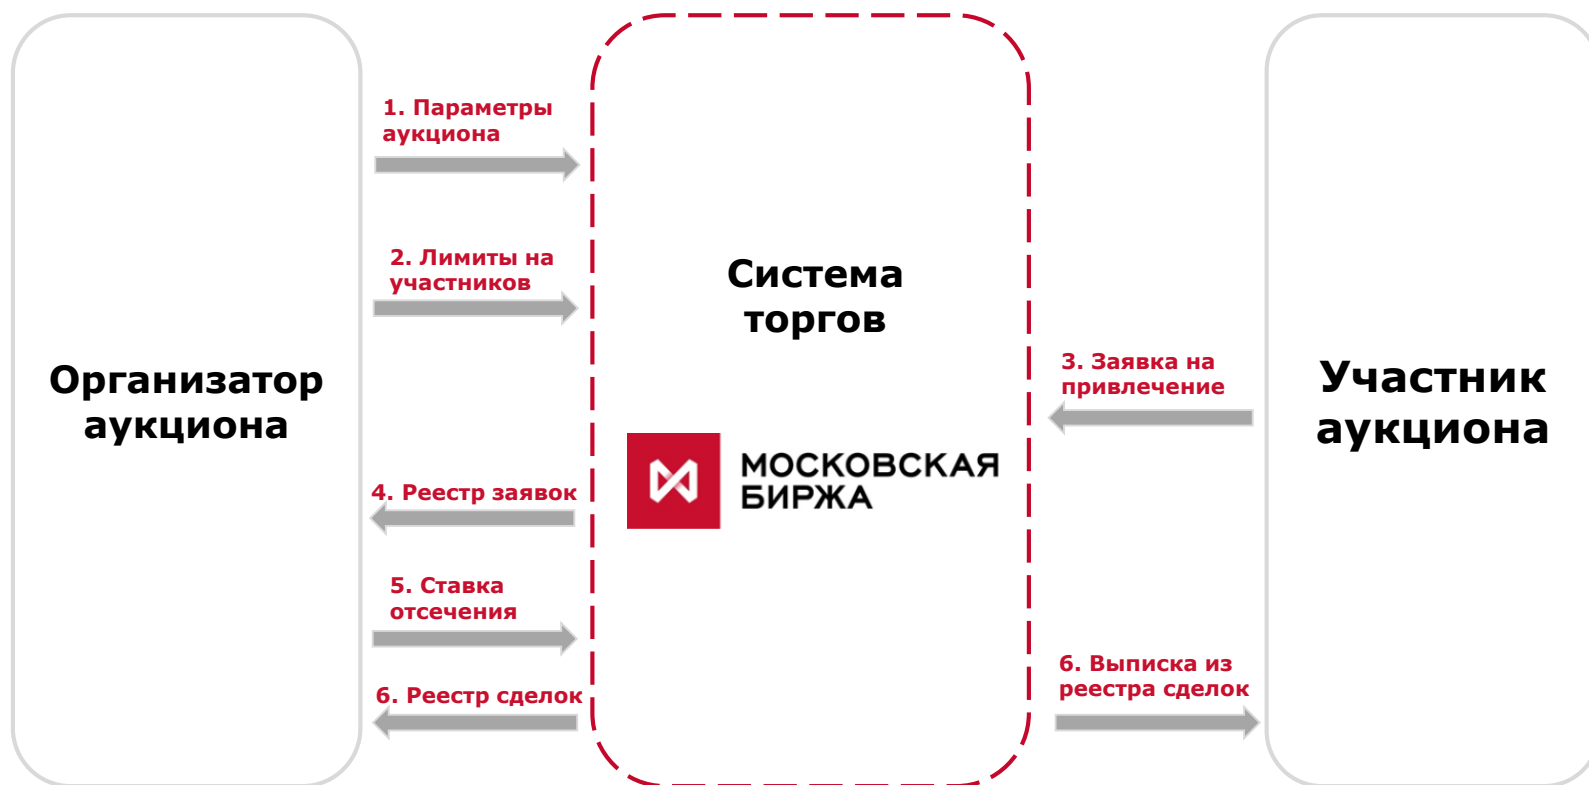 1. Параметры
аукциона
2. Лимиты на
участников
Система
торгов
Организатор
аукциона
3. Заявка на
привлечение
Участник
аукциона
МОСКОВСКАЯ
БИРЖА
4. Реестр заявок
5. Ставка
отсечения
6. Реестр сделок
6. Выписка из
реестра сделок